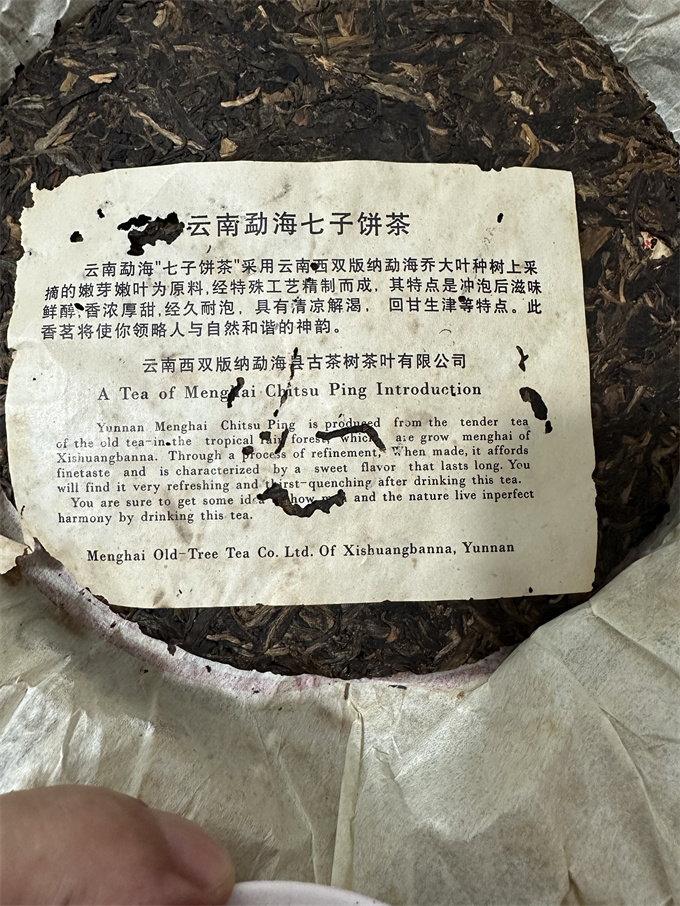 云南勐海七子饼茶
云南勐海"七子饼茶"采用云南西双版纳勐海乔大叶种树上采
摘的嫩芽嫩叶为原料,经特殊工艺精制而成，其特点是冲泡后滋味
鲜醇,香浓厚甜,经久耐泡，具有清凉解渴，回甘生津等特点。此
香茗将使你领略人与自然和谐的神韵。
云南西双版纳勐海县古茶树茶叶有限公司
A Tea of Menghai Chitsu Ping Introduction
Yunnan Menghai Chitsu Ping is produced from the tender tea
of the old tea-in the tropical rain forest, which are grow menghai of
Xishuangbanna. Through a process of refinement, When made, it affords
finetaste and is characterized by a sweet flavor that lasts long. You
will find it very refreshing and thirst-quenching after drinking this tea.
You are sure to get some idea how and the nature live inperfect
harmony by drinking this tea.
Menghai Old-Tree Tea Co. Ltd. Of Xishuangbanna, Yunnan